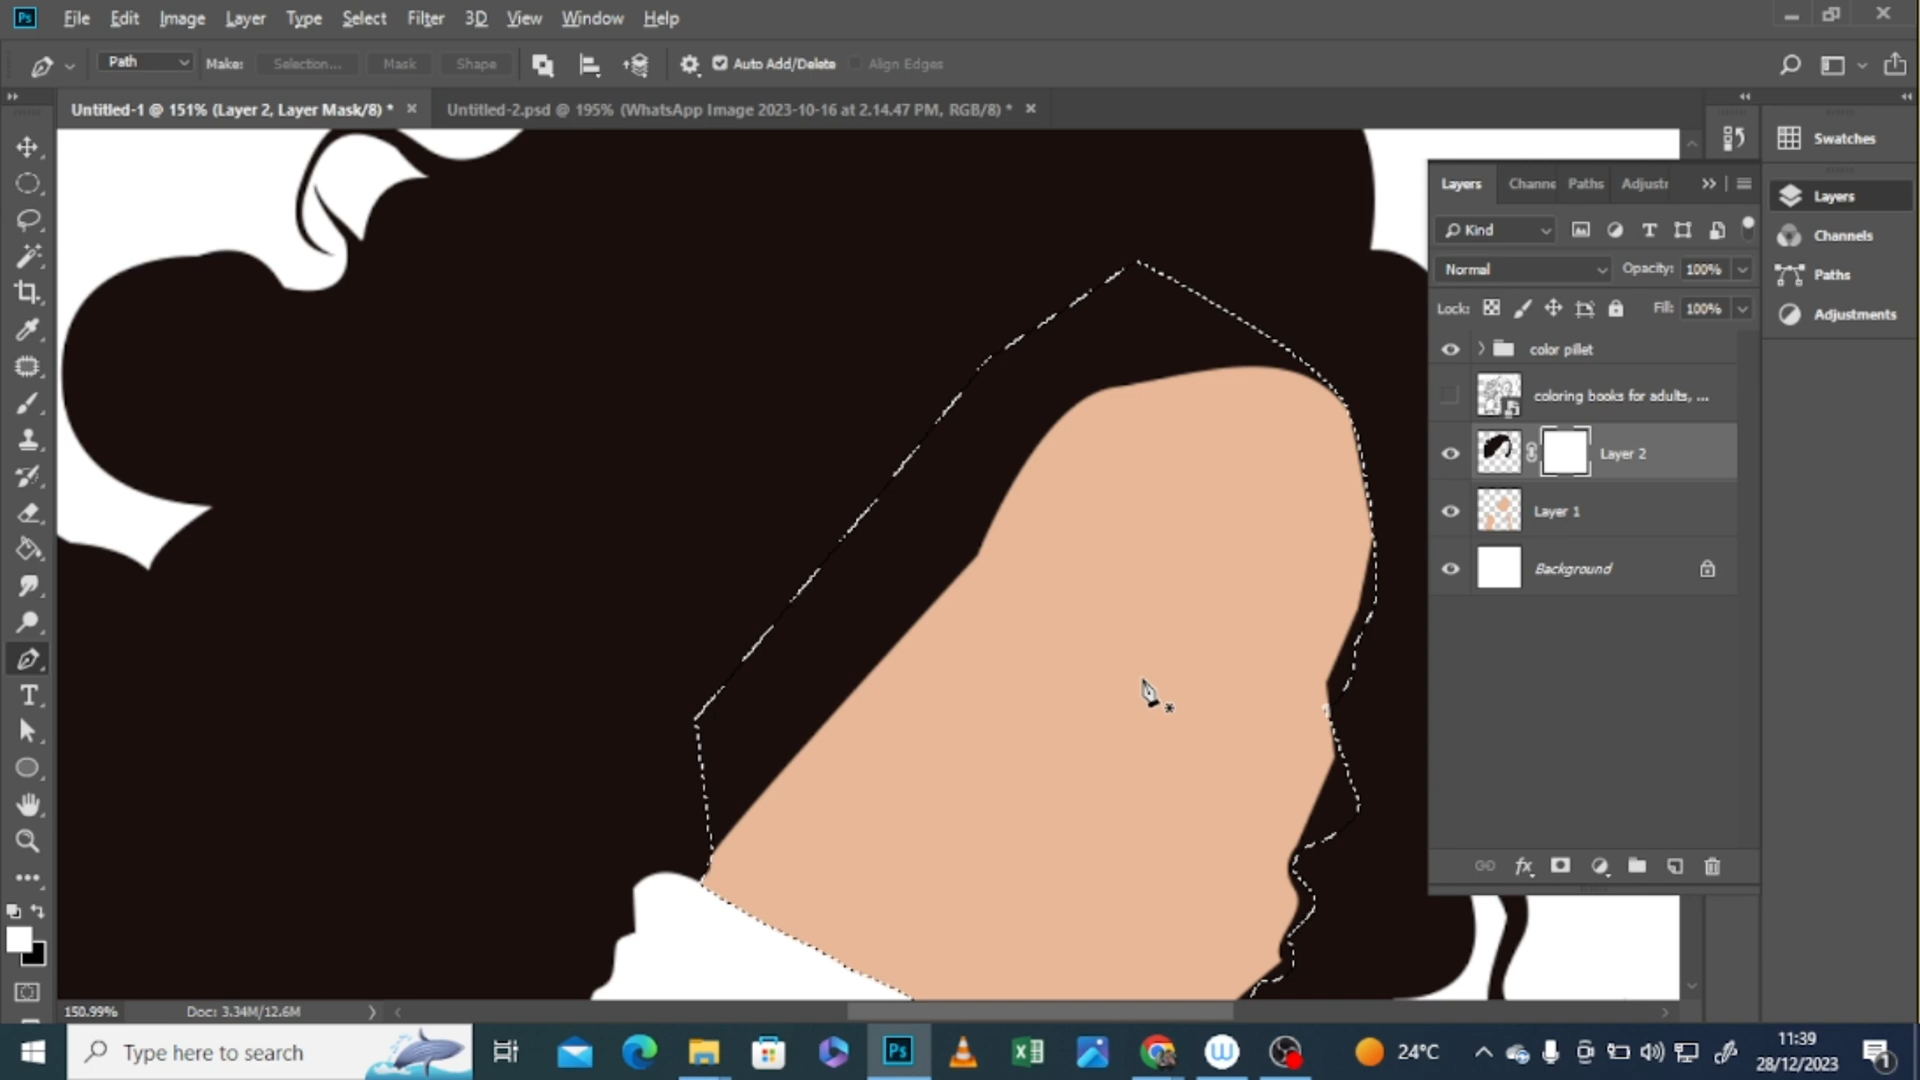 Ps File Edit Image Layer Type Select Filter 3D View Window Help
Path Make: Selection... Mask Shape Auto Add/Delete Align Edges
Untitled-1 @ 151% (Layer 2, Layer Mask/8) * × Untitled-2.psd @ 195% (WhatsApp Image 2023-10-16 at 2.14.47 PM, RGB/8) * ×
Swatches
Layers
Channels
Paths
Adjustments
Layers Channe Paths Adjustr
Kind
Normal Opacity: 100%
Lock: Fill: 100%
color pillet
coloring books for adults, ...
Layer 2
Layer 1
Background
fx
150.99% Doc: 3.34M/12.6M
Type here to search
Ps
24°C
11:39
28/12/2023
1